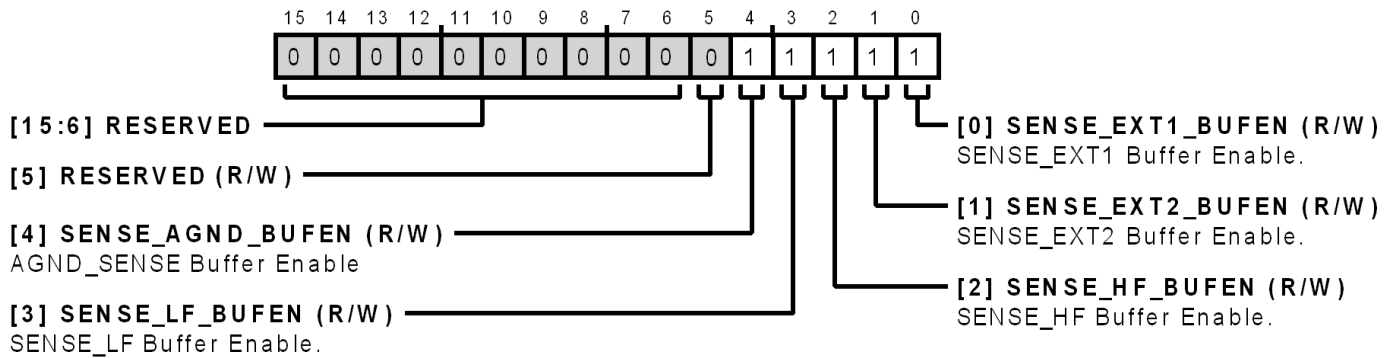 15 14 13 12 11 10 9 8 7 6 5 4 3 2 1 0
0 0 0 0 0 0 0 0 0 0 0 1 1 1 1 1
[15:6] RESERVED
[5] RESERVED (R/W)
[4] SENSE_AGND_BUFEN (R/W)
AGND_SENSE Buffer Enable
[3] SENSE_LF_BUFEN (R/W)
SENSE_LF Buffer Enable.
[0] SENSE_EXT1_BUFEN (R/W)
SENSE_EXT1 Buffer Enable.
[1] SENSE_EXT2_BUFEN (R/W)
SENSE_EXT2 Buffer Enable.
[2] SENSE_HF_BUFEN (R/W)
SENSE_HF Buffer Enable.